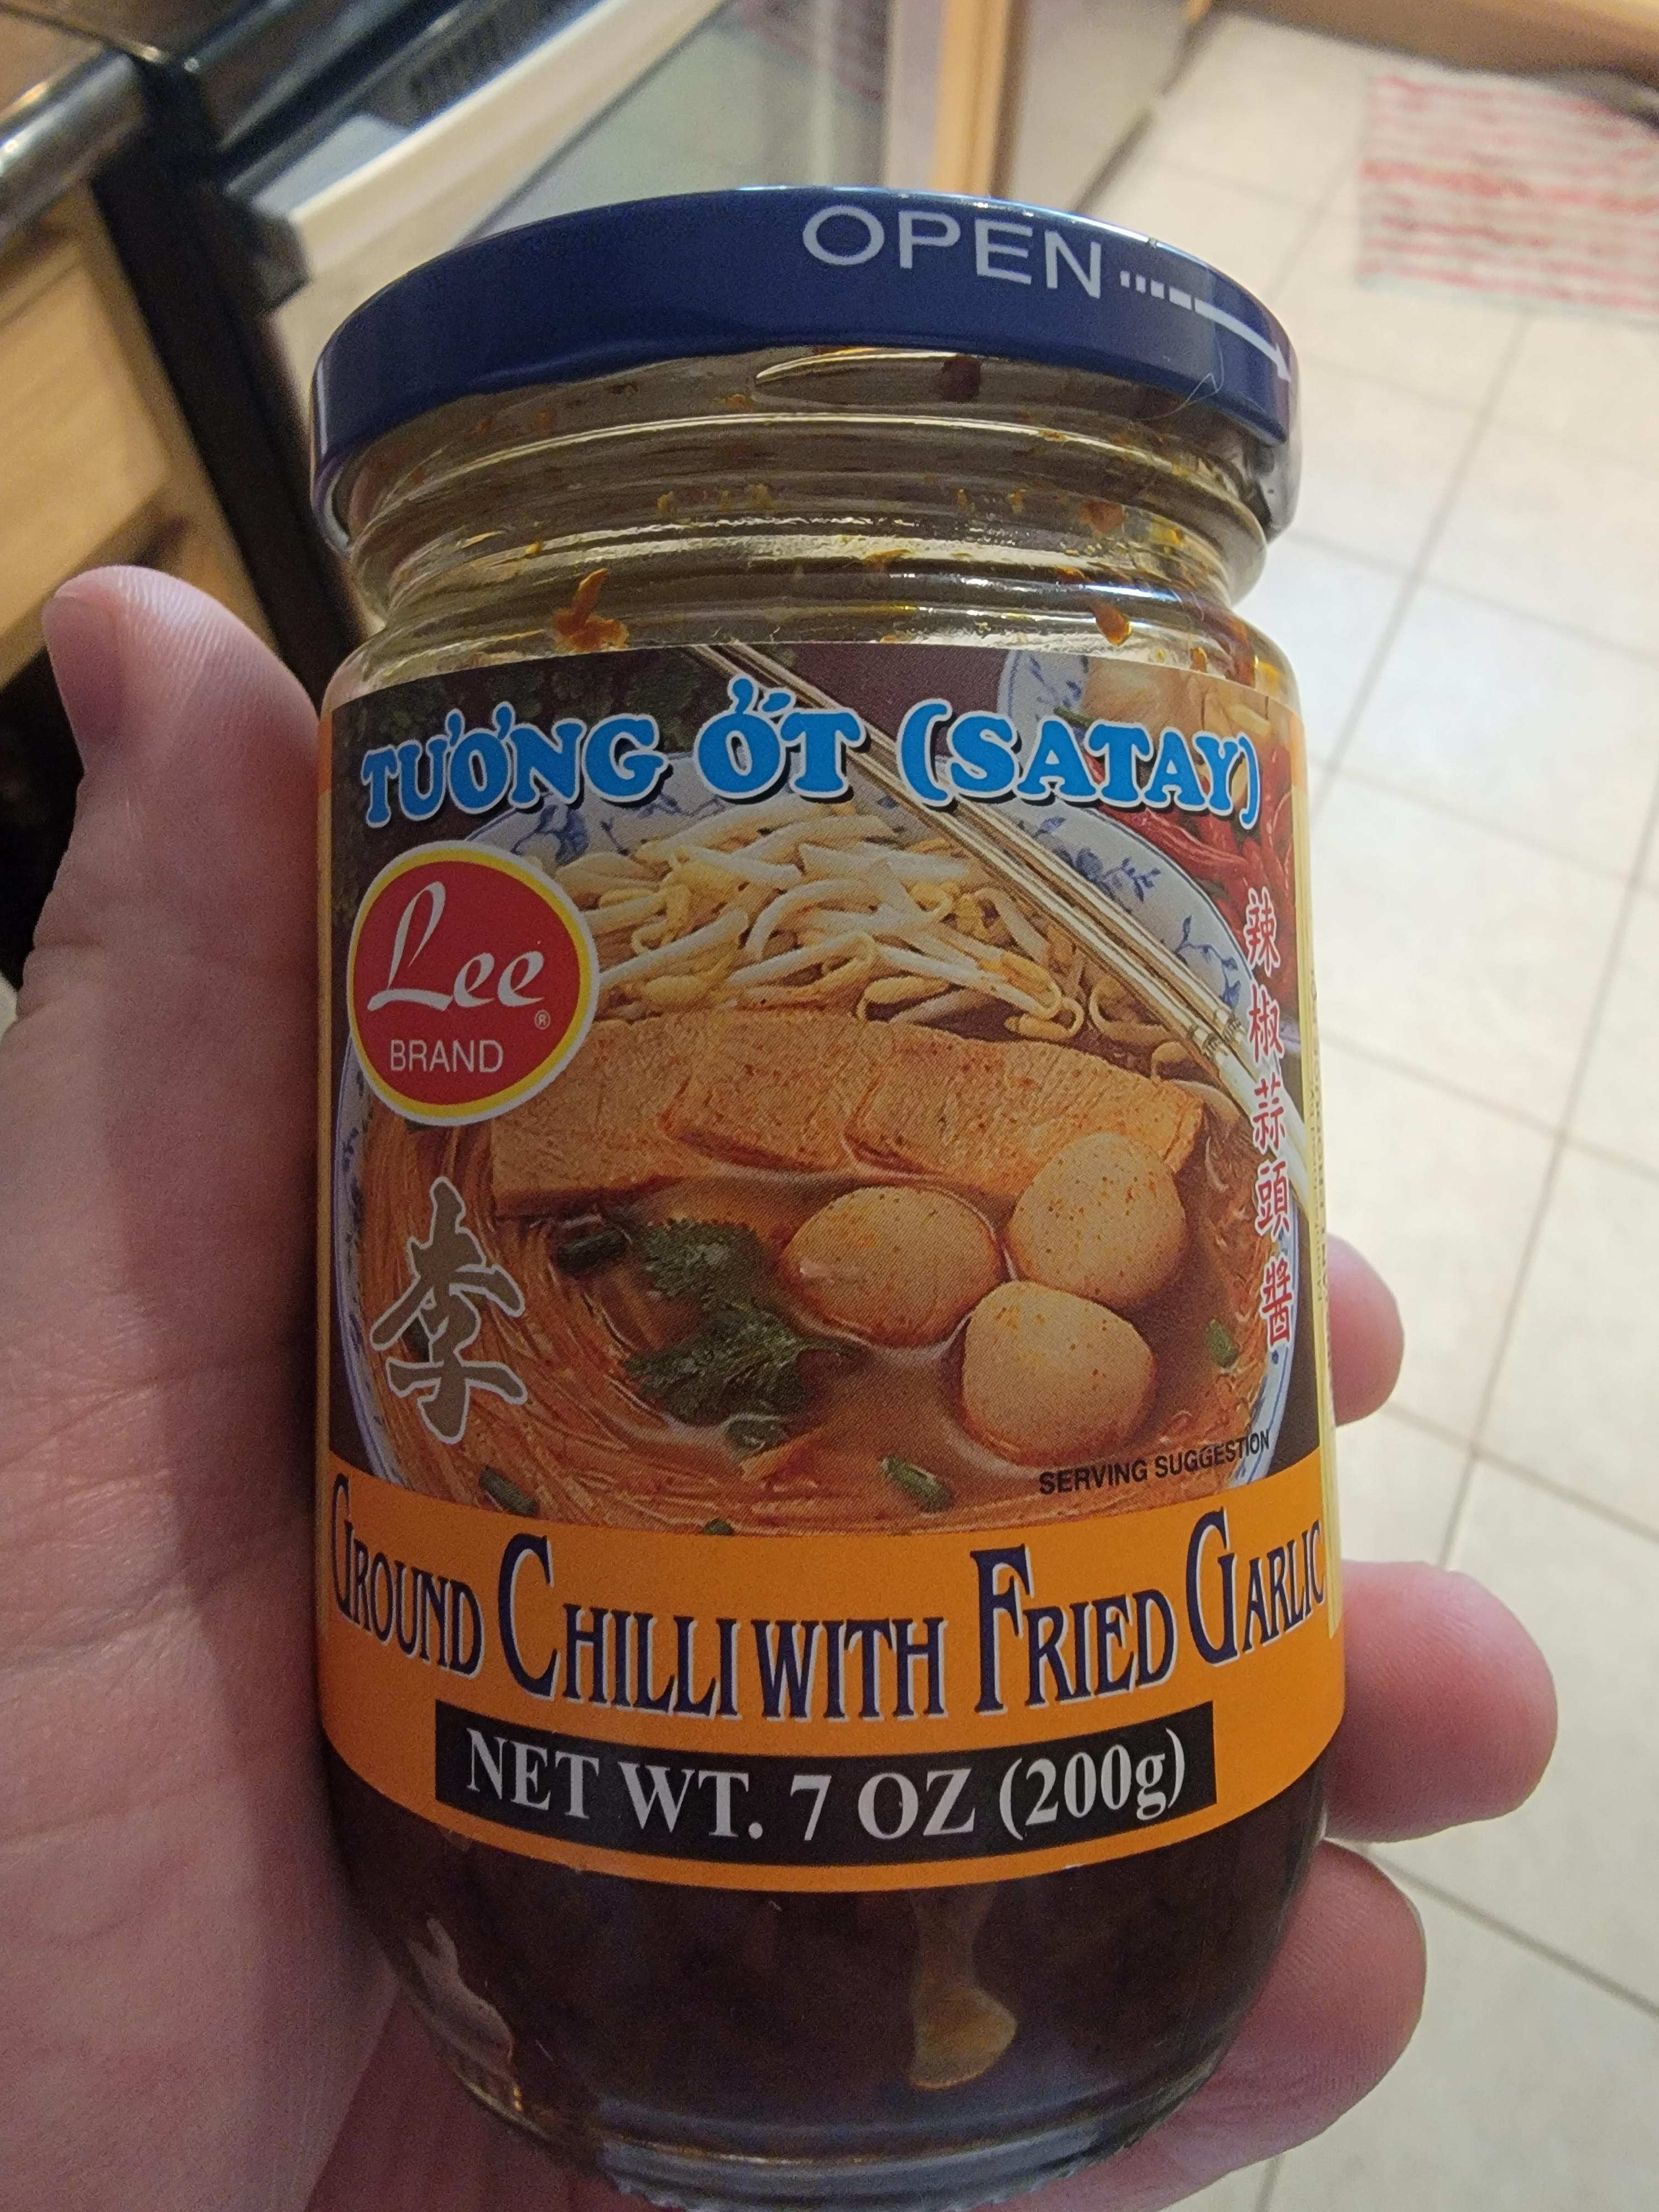 OPEN
TƯƠNG ỞT (SATAY)
Lee®
BRAND
辣椒蒜頭醬
李
SERVING SUGGESTION
GROUND CHILLI WITH FRIED GARLIC
NET WT. 7 OZ (200g)